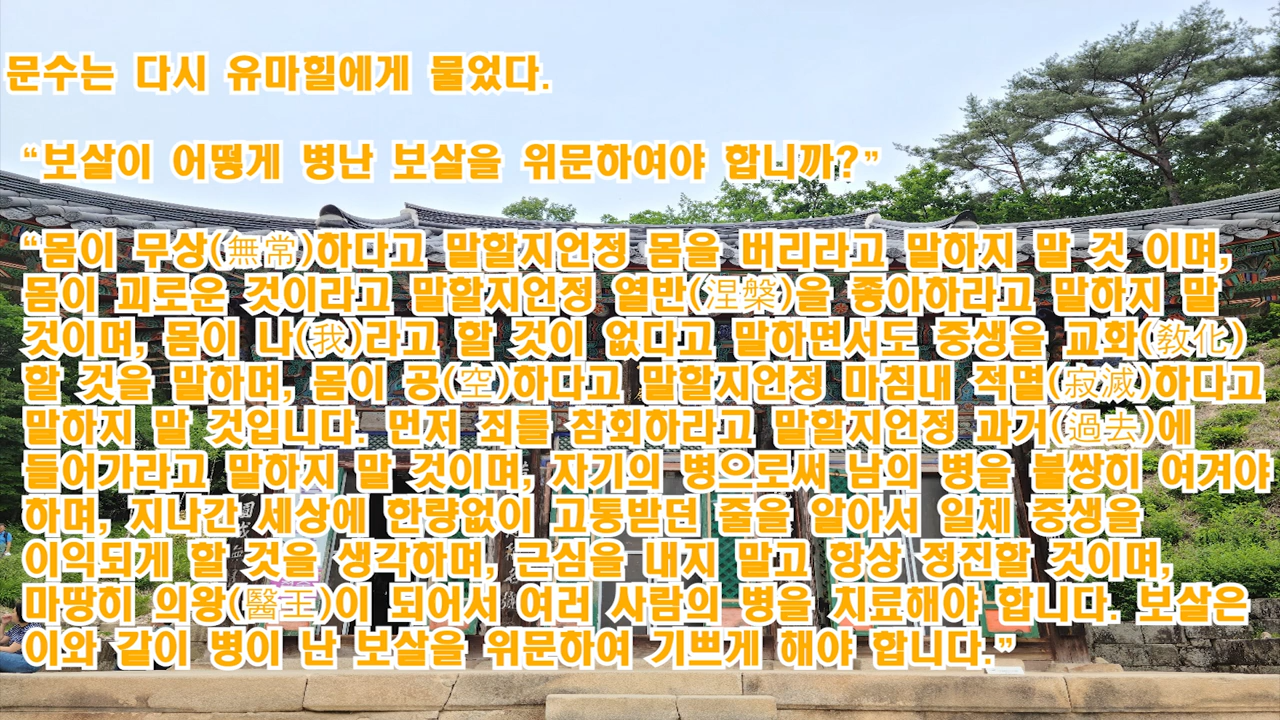 문수는 다시 유마힐에게 물었다.
“보살이 어떻게 병난 보살을 위문하여야 합니까?”
“몸이 무상(無常)하다고 말할지언정 몸을 버리라고 말하지 말 것 이며,
몸이 괴로운 것이라고 말할지언정 열반(涅槃)을 좋아하라고 말하지 말
것이며, 몸이 나(我)라고 할 것이 없다고 말하면서도 중생을 교화(敎化)
할 것을 말하며, 몸이 공(空)하다고 말할지언정 마침내 적멸(寂滅)하다고
말하지 말 것입니다. 먼저 죄를 참회하라고 말할지언정 과거(過去)에
들어가라고 말하지 말 것이며, 자기의 병으로써 남의 병을 불쌍히 여겨야
하며, 지나간 세상에 한량없이 고통받던 줄을 알아서 일체 중생을
이익되게 할 것을 생각하며, 근심을 내지 말고 항상 정진할 것이며,
마땅히 의왕(醫王)이 되어서 여러 사람의 병을 치료해야 합니다. 보살은
이와 같이 병이 난 보살을 위문하여 기쁘게 해야 합니다.”